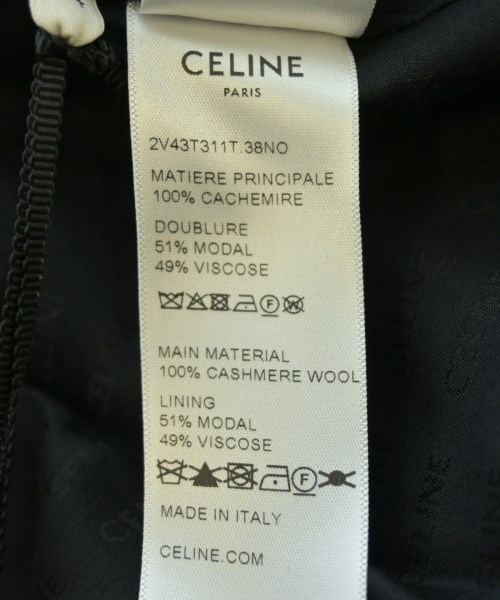 CELINE
PARIS
2V43T311T.38NO
MATIERE PRINCIPALE
100% CACHEMIRE
DOUBLURE
51% MODAL
49% VISCOSE
F W
MAIN MATERIAL
100% CASHMERE WOOL
LINING
51% MODAL
49% VISCOSE
F
MADE IN ITALY
CELINE.COM
CELINE